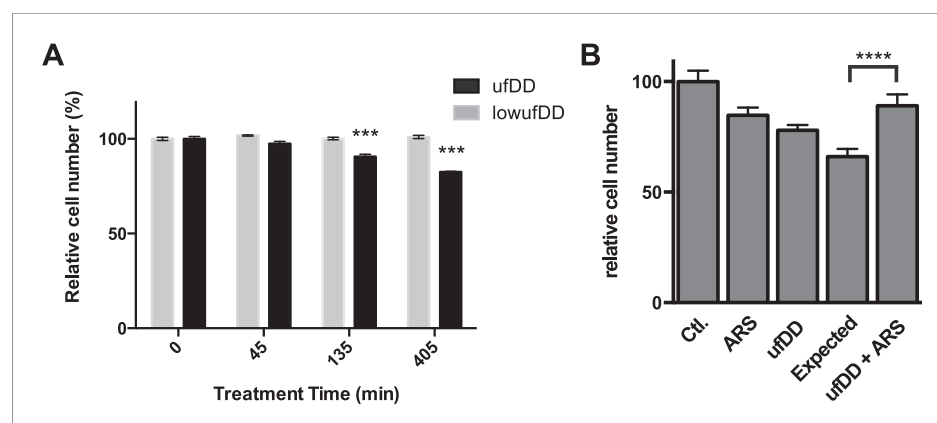 A
ufDD
lowufDD
Relative cell number (%)
100
50
0
***
***
0
45
135
405
Treatment Time (min)
B
****
relative cell number
100
50
0
Ctl.
ARS
ufDD
Expected
ufDD + ARS